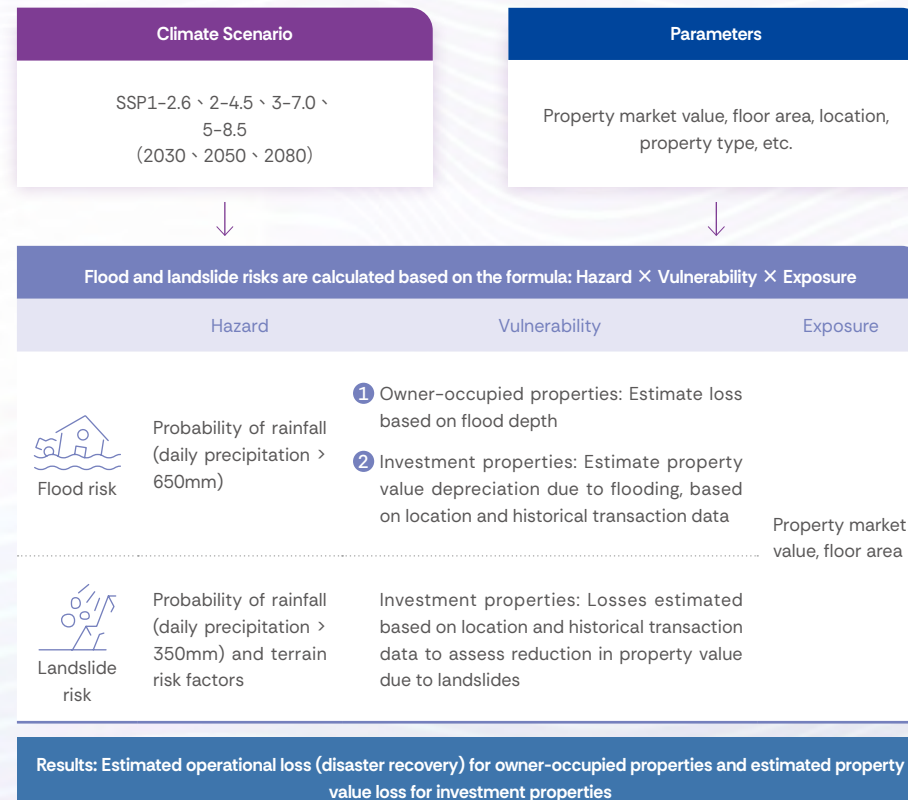 Climate Scenario
SSP1-2.6、2-4.5、3-7.0、
5-8.5
(2030、2050、2080)
Parameters
Property market value, floor area, location,
property type, etc.
Flood and landslide risks are calculated based on the formula: Hazard × Vulnerability × Exposure
Hazard
Vulnerability
Exposure
Flood risk
Probability of rainfall
(daily precipitation >
650mm)
1 Owner-occupied properties: Estimate loss
based on flood depth
2 Investment properties: Estimate property
value depreciation due to flooding, based
on location and historical transaction data
Property market
value, floor area
Landslide
risk
Probability of rainfall
(daily precipitation >
350mm) and terrain
risk factors
Investment properties: Losses estimated
based on location and historical transaction
data to assess reduction in property value
due to landslides
Results: Estimated operational loss (disaster recovery) for owner-occupied properties and estimated property
value loss for investment properties